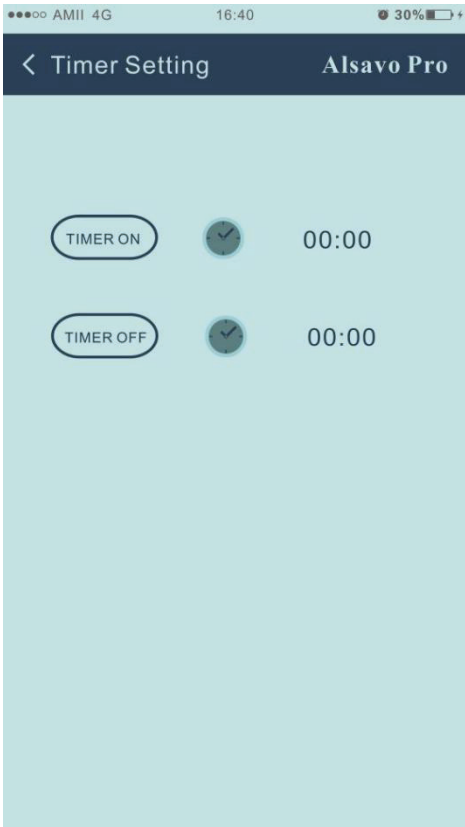 AMII 4G 16:40 30%
Timer Setting Alsavo Pro
TIMER ON 00:00
TIMER OFF 00:00